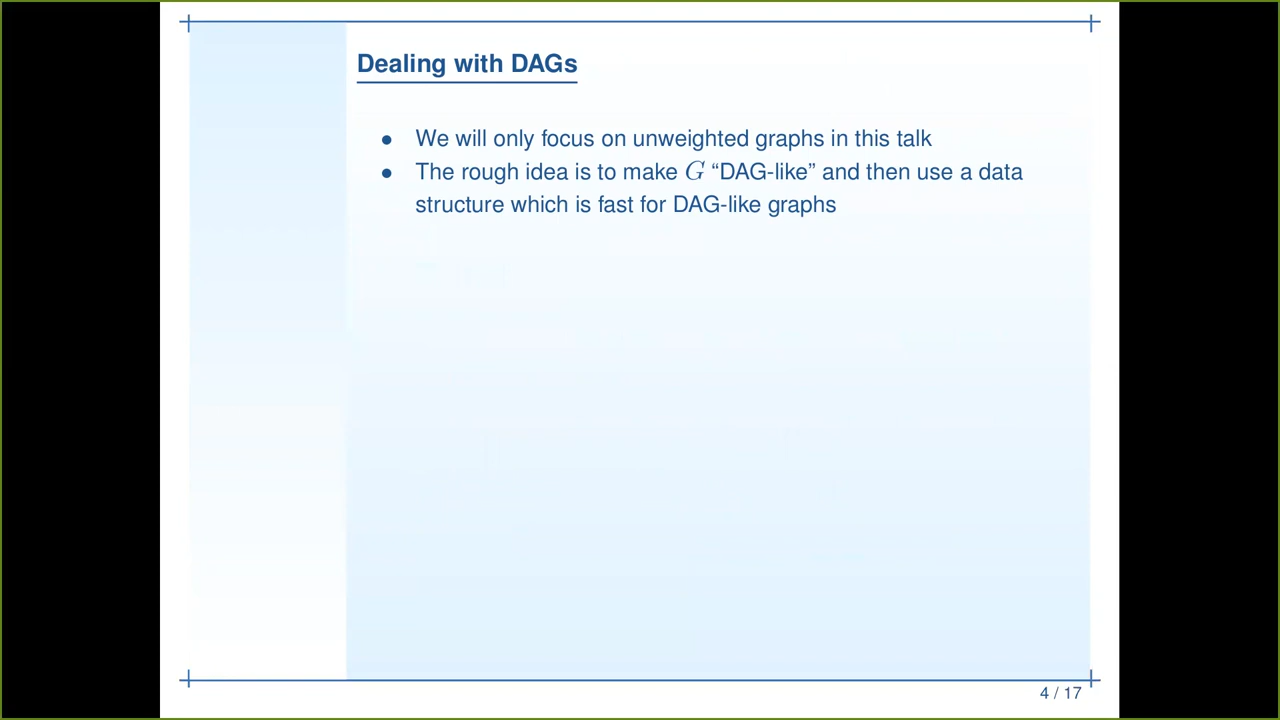 Dealing with DAGs
● We will only focus on unweighted graphs in this talk
● The rough idea is to make G “DAG-like” and then use a data
structure which is fast for DAG-like graphs
4 / 17